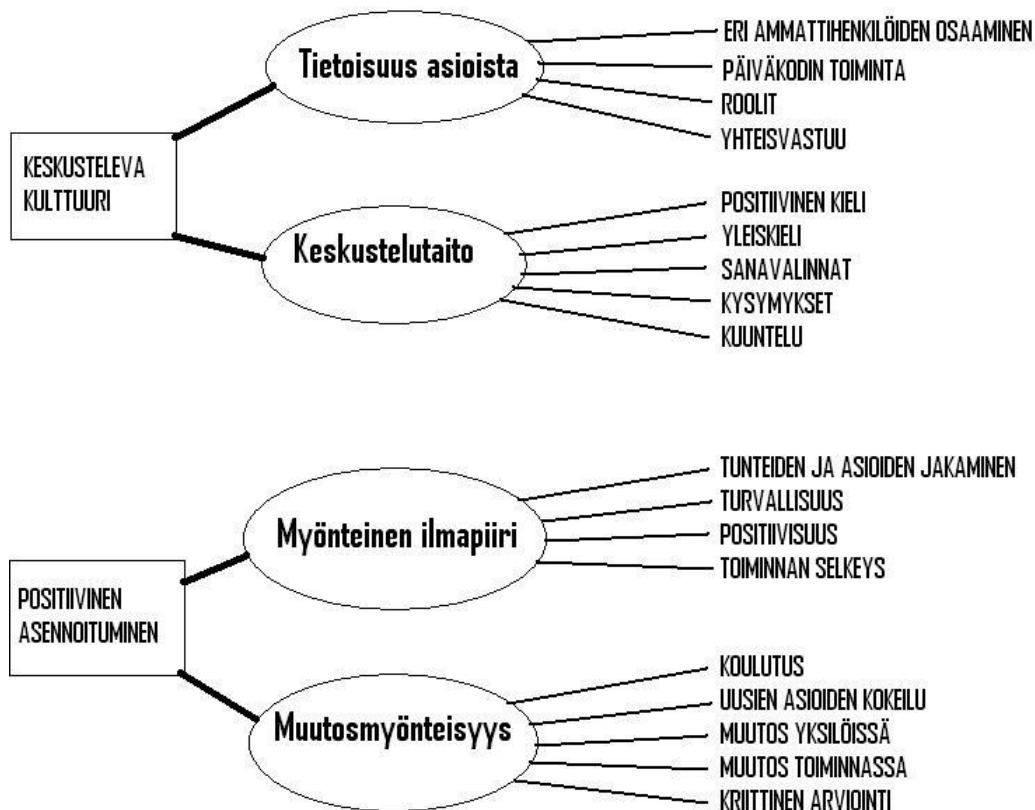 KESKUSTELEVA
KULTTUURI
Tietoisuus asioista
ERI AMMATTIHENKILÖIDEN OSAAMINEN
PÄIVÄKODIN TOIMINTA
ROOLIT
YHTEISVASTUU
Keskustelutaito
POSITIIVINEN KIELI
YLEISKIELI
SANAVALINNAT
KYSYMYKSET
KUUNTELU
POSITIIVINEN
ASENNOITUMINEN
Myönteinen ilmapiiri
TUNTEIDEN JA ASIOIDEN JAKAMINEN
TURVALLISUUS
POSITIIVISUUS
TOIMINNAN SELKEYS
Muutosmyönteisyys
KOULUTUS
UUSIEN ASIOIDEN KOKEILU
MUUTOS YKSILÖISSÄ
MUUTOS TOIMINNASSA
KRIITTINEN ARVIOINTI